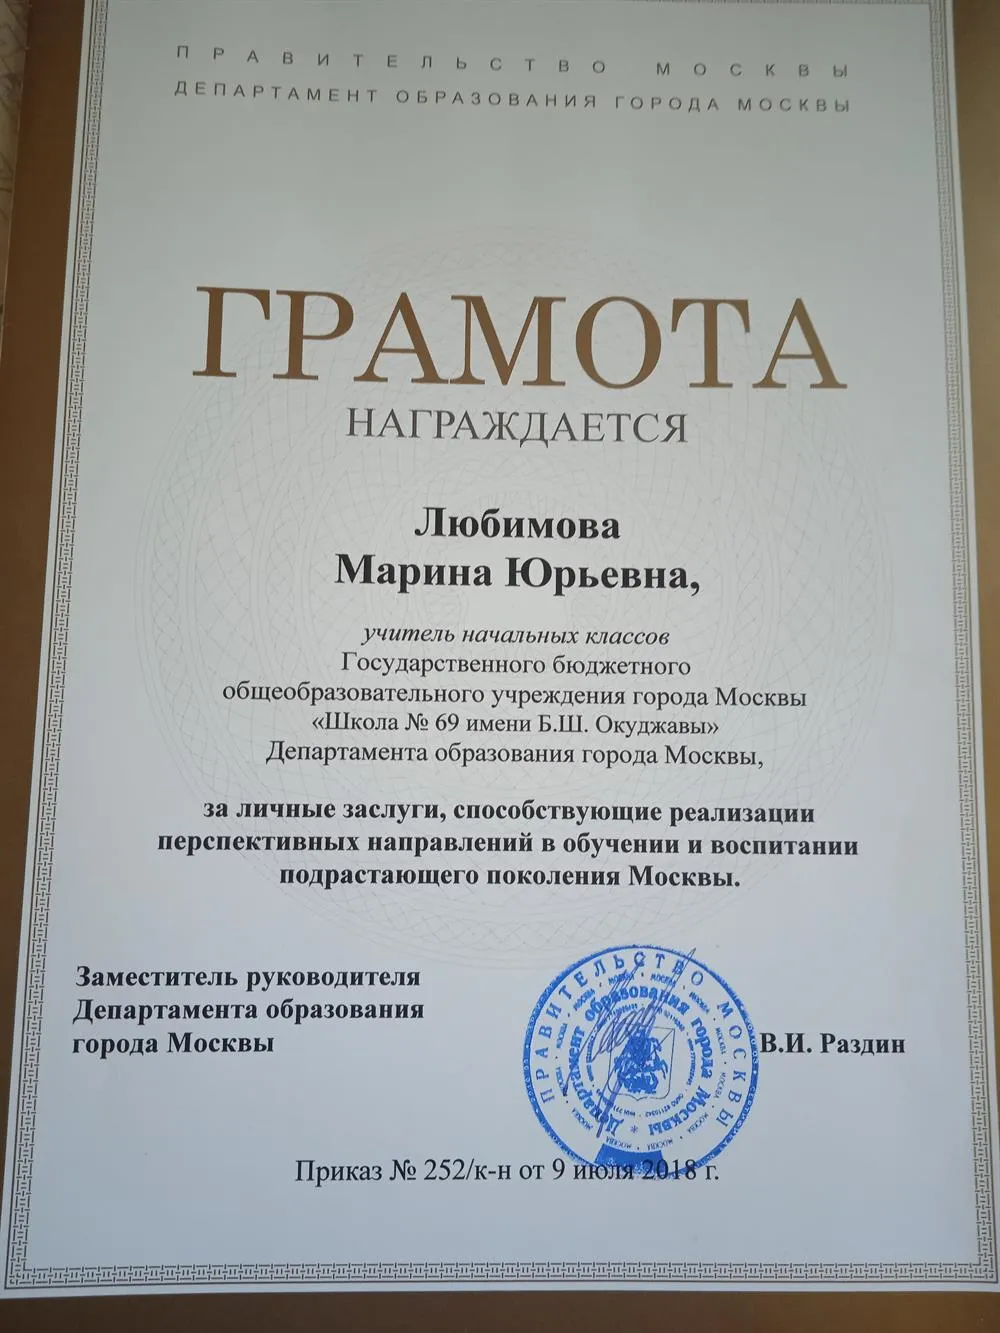 ПРАВИТЕЛЬСТВО МОСКВЫ
ДЕПАРТАМЕНТ ОБРАЗОВАНИЯ ГОРОДА МОСКВЫ
ГРАМОТА
НАГРАЖДАЕТСЯ
Любимова
Марина Юрьевна,
учитель начальных классов
Государственного бюджетного
общеобразовательного учреждения города Москвы
«Школа № 69 имени Б.Ш. Окуджавы»
Департамента образования города Москвы,
за личные заслуги, способствующие реализации
перспективных направлений в обучении и воспитании
подрастающего поколения Москвы.
Заместитель руководителя
Департамента образования
города Москвы
ПРАВИТЕЛЬСТВО МОСКВЫ
Департамент образования города Москвы
В.И. Раздин
Приказ № 252/к-н от 9 июля 2018 г.